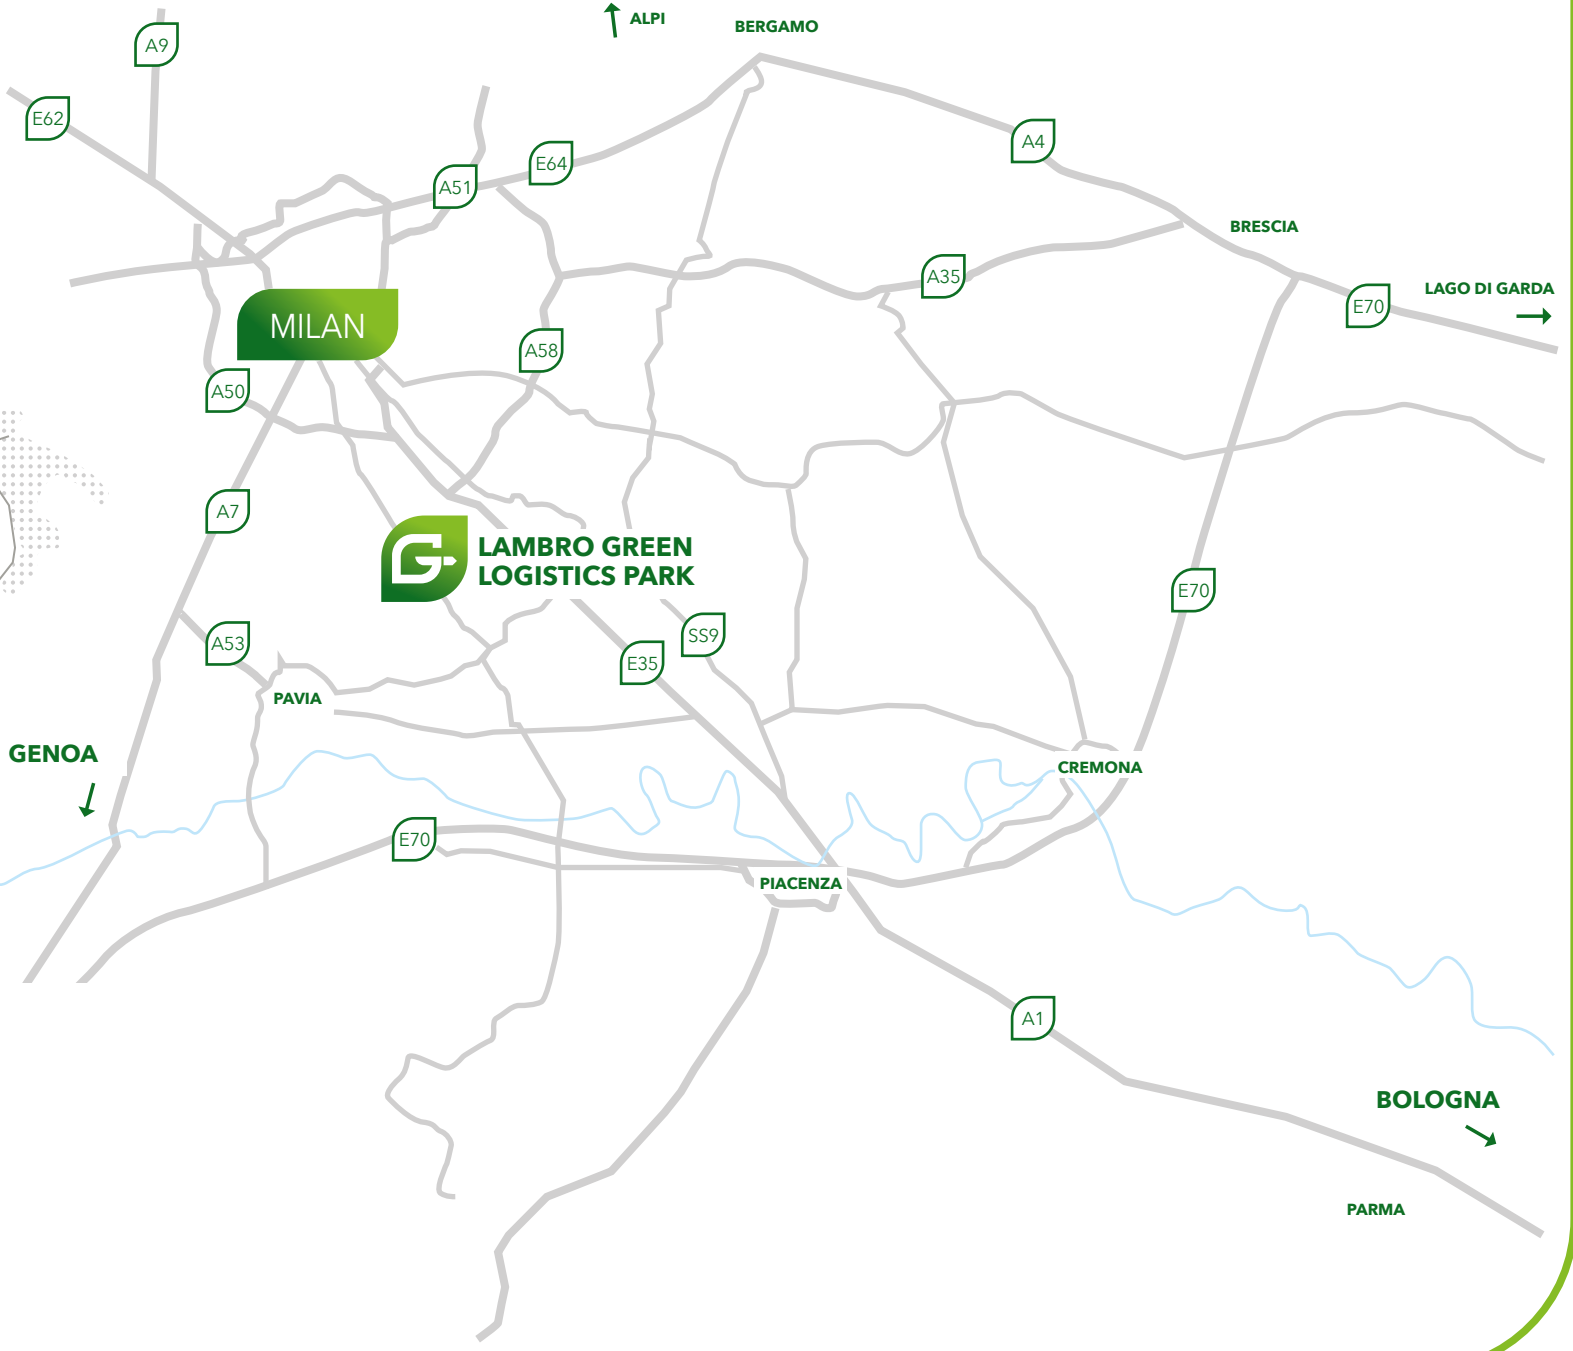 ALPI
BERGAMO
A9
E62
A4
E64
A51
BRESCIA
A35
LAGO DI GARDA
E70
MILAN
A58
A50
A7
LAMBRO GREEN
LOGISTICS PARK
E70
A53
SS9
E35
PAVIA
GENOA
CREMONA
E70
PIACENZA
A1
BOLOGNA
PARMA